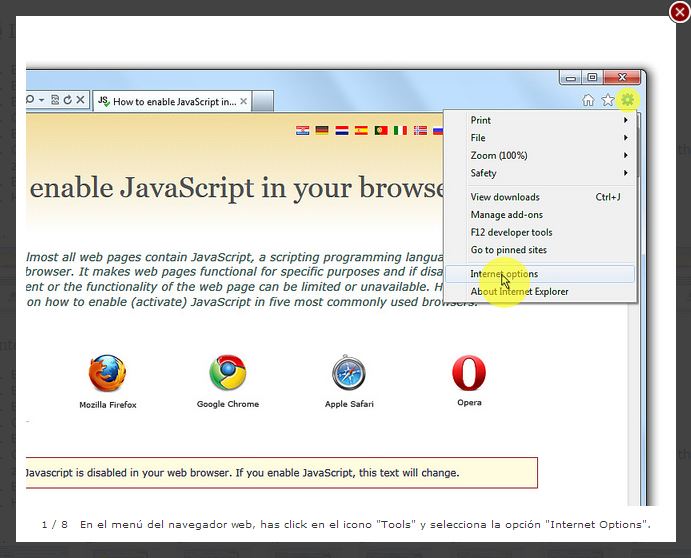 How to enable JavaScript in...
Print
File
Zoom (100%)
Safety
View downloads Ctrl+J
Manage add-ons
F12 developer tools
Go to pinned sites
Internet options
About Internet Explorer
enable JavaScript in your browse
lmost all web pages contain JavaScript, a scripting programming langua
browser. It makes web pages functional for specific purposes and if disa
ent or the functionality of the web page can be limited or unavailable. H
on how to enable (activate) JavaScript in five most commonly used browsers.
Mozilla Firefox Google Chrome Apple Safari Opera
Javascript is disabled in your web browser. If you enable JavaScript, this text will change.
1 / 8 En el menú del navegador web, has click en el icono "Tools" y selecciona la opción "Internet Options".